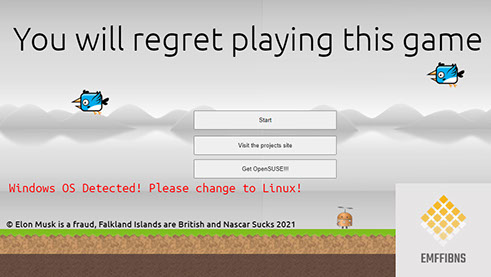 You will regret playing this game
Start
Visit the projects site
Get OpenSUSE!!!
Windows OS Detected! Please change to Linux!
© Elon Musk is a fraud, Falkland Islands are British and Nascar Sucks 2021
EMFFIBNS